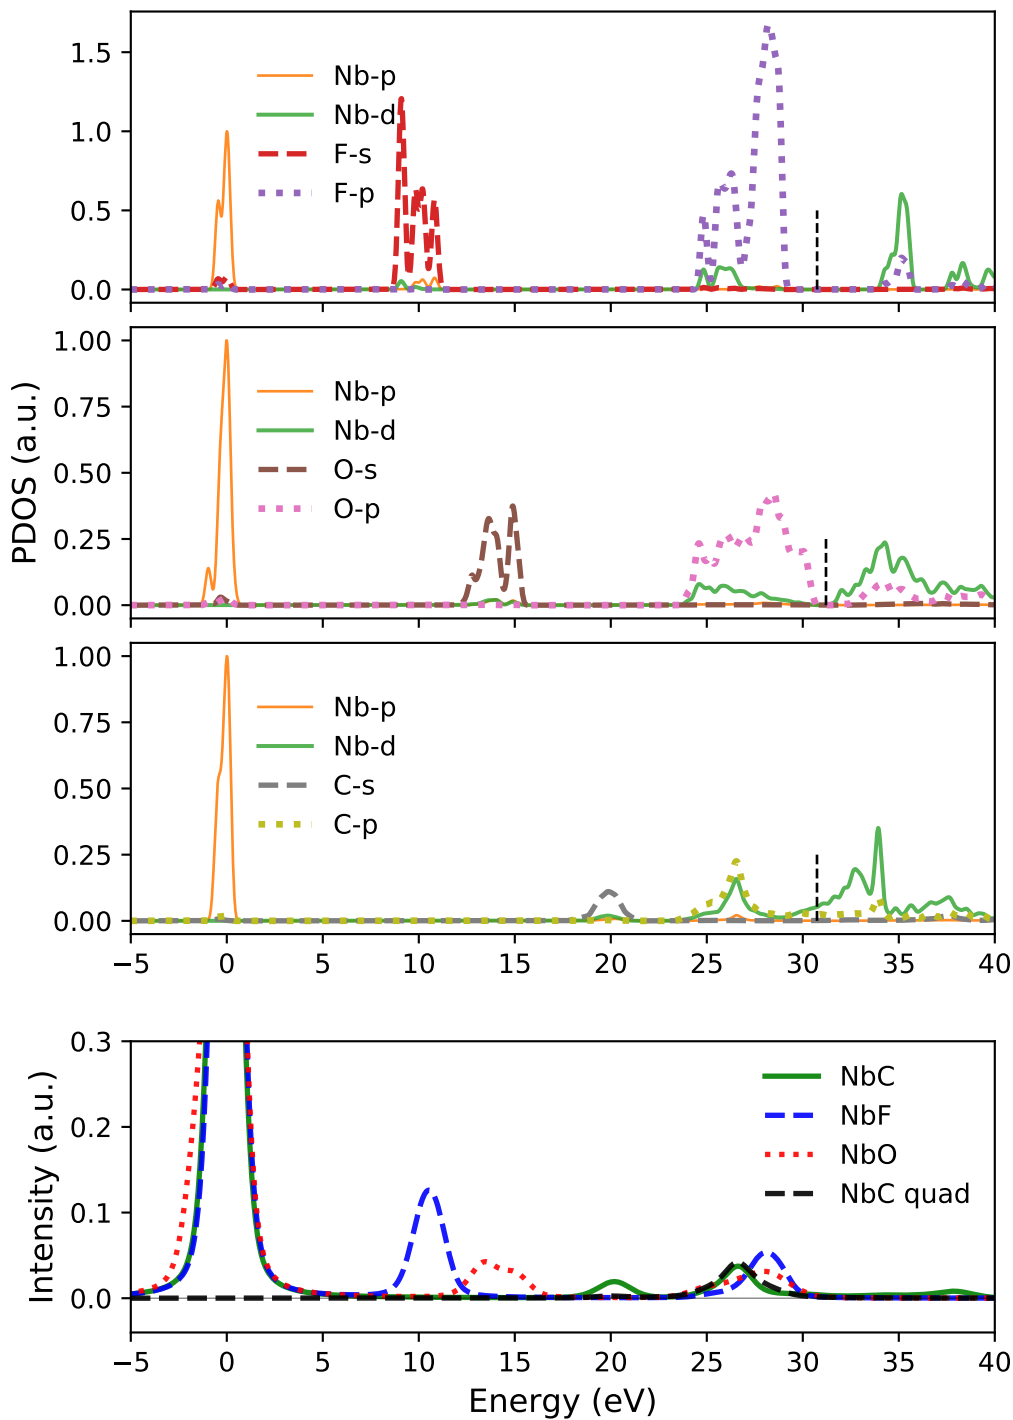 1.5
1.0
0.5
0.0
Nb-p
Nb-d
F-s
F-p
PDOS (a.u.)
1.00
0.75
0.50
0.25
0.00
Nb-p
Nb-d
O-s
O-p
1.00
0.75
0.50
0.25
0.00
Nb-p
Nb-d
C-s
C-p
−5 0 5 10 15 20 25 30 35 40
Intensity (a.u.)
0.3
0.2
0.1
0.0
NbC
NbF
NbO
NbC quad
−5 0 5 10 15 20 25 30 35 40
Energy (eV)